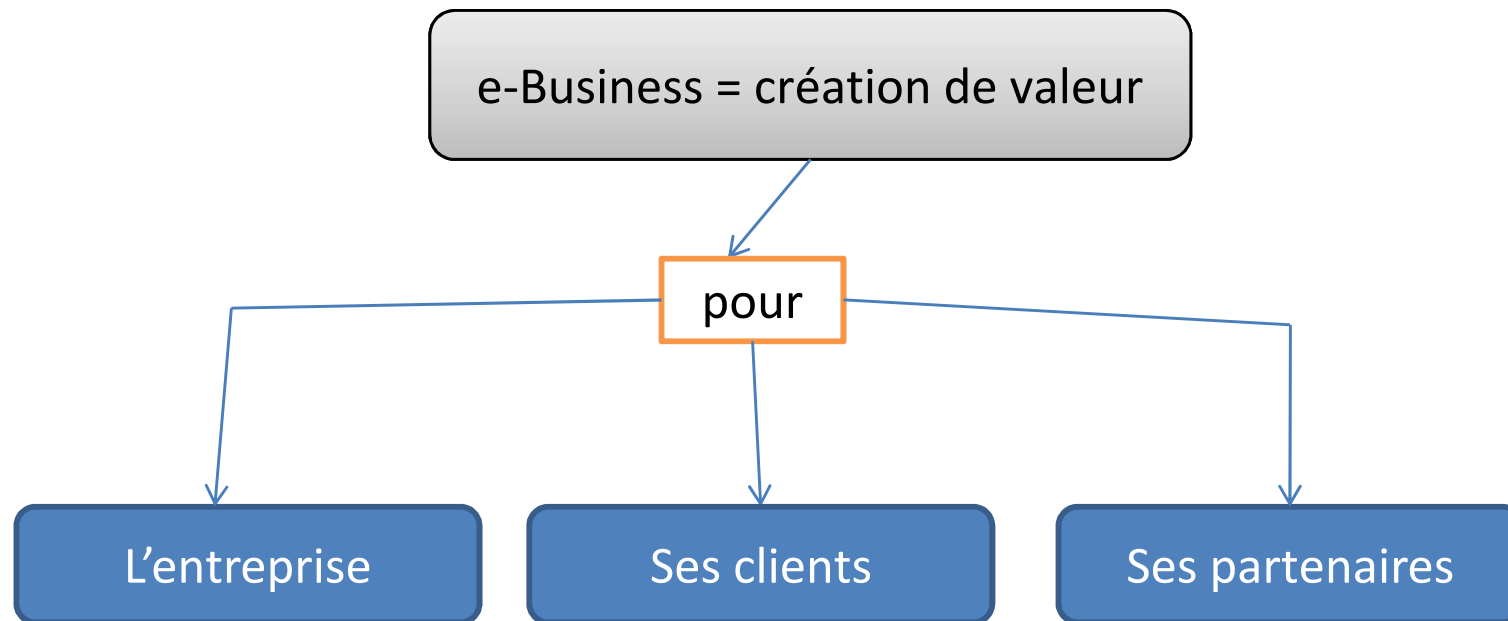 e-Business = création de valeur
pour
L’entreprise
Ses clients
Ses partenaires